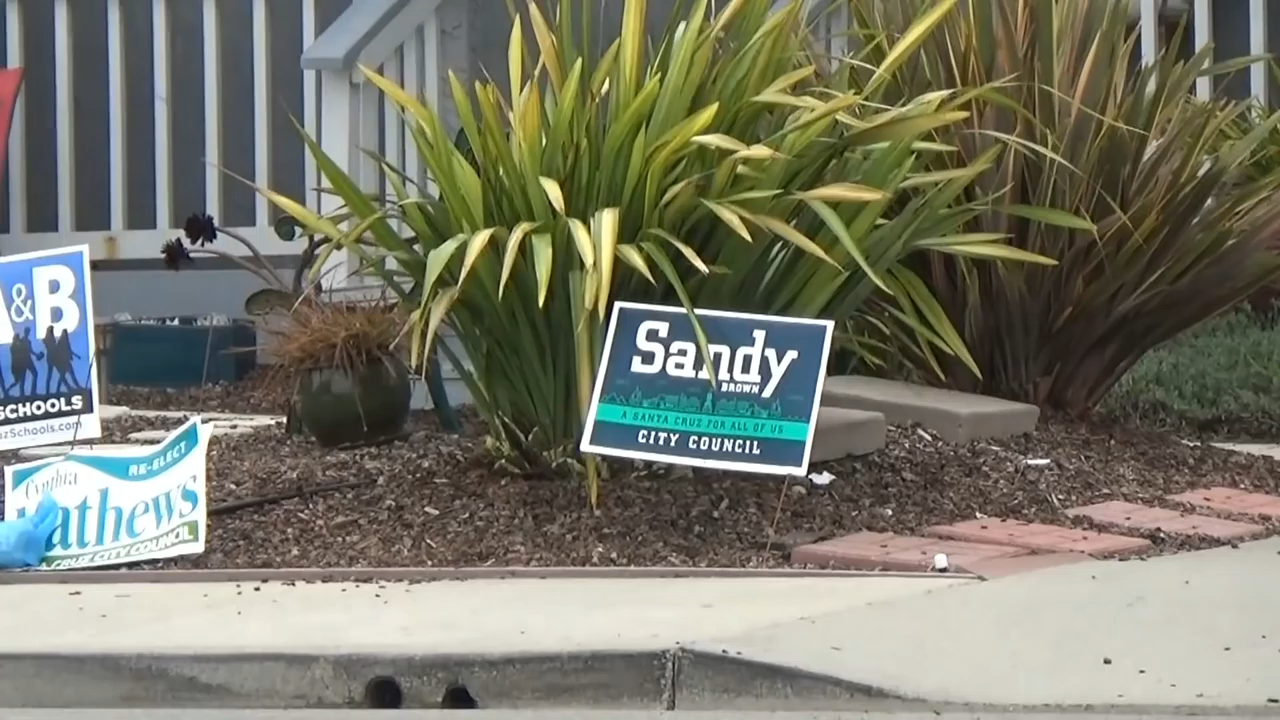 &B
SCHOOLS
zSchools.com
RE-ELECT
Cynthia
athews
CRUZ CITY COUNCIL
Sandy
BROWN
A SANTA CRUZ FOR ALL OF US
CITY COUNCIL